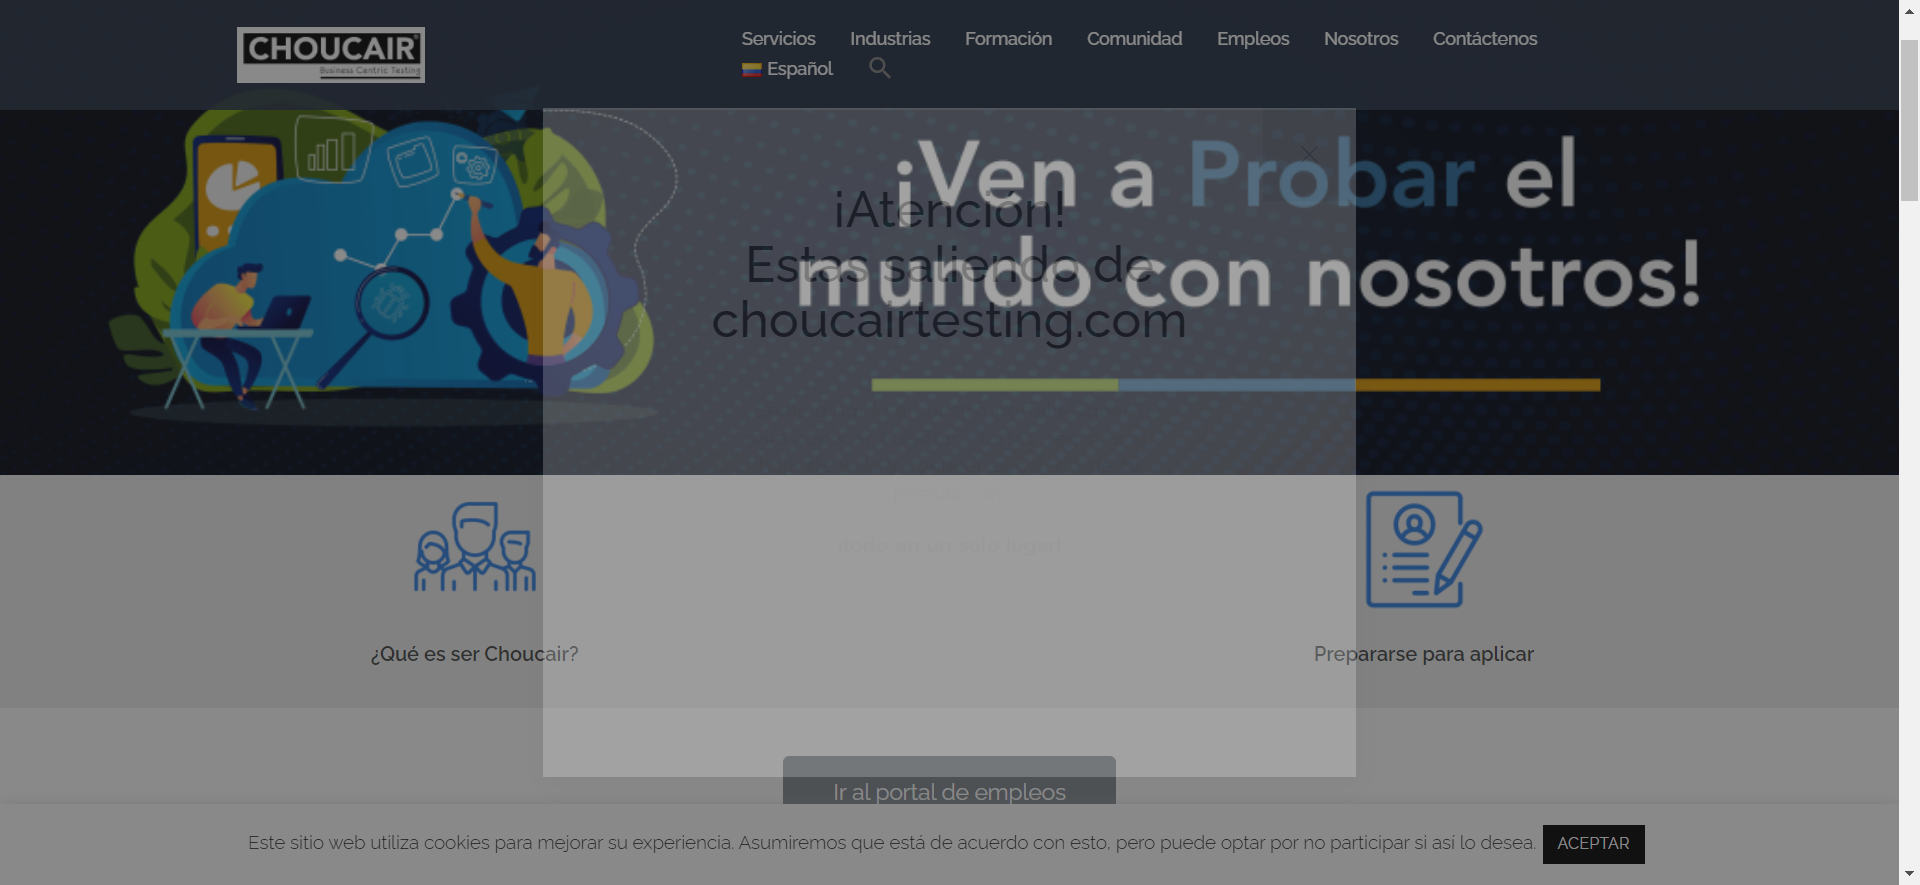 CHOUCAIR
Business Centric Testing
Servicios
Industrias
Formación
Comunidad
Empleos
Nosotros
Contáctenos
Español
¡Ven a Probar el
mundo con nosotros!
¡Atención!
Estas saliendo de
choucairtesting.com
¡todo en un solo lugar!
¿Qué es ser Choucair?
Prepararse para aplicar
Ir al portal de empleos
Este sitio web utiliza cookies para mejorar su experiencia. Asumiremos que está de acuerdo con esto, pero puede optar por no participar si así lo desea.
ACEPTAR